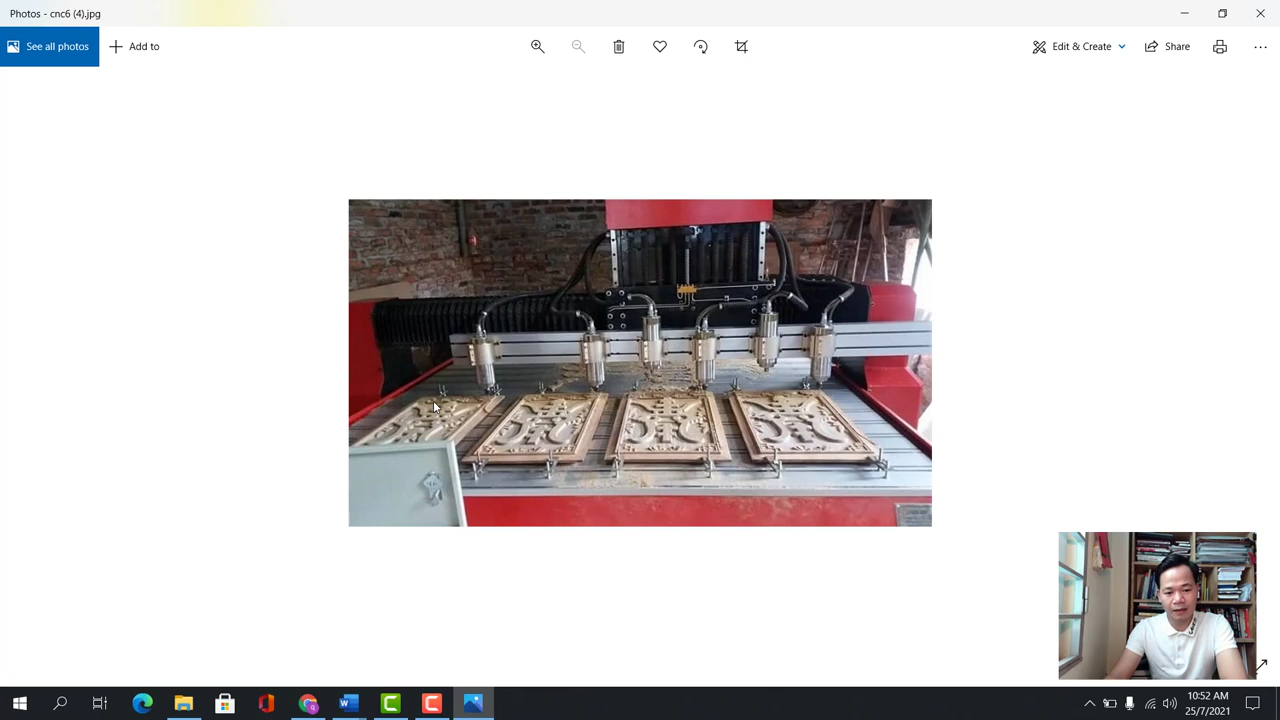 Photos - cnc6 (4).jpg
See all photos
Add to
Edit & Create
Share
10:52 AM
25/7/2021